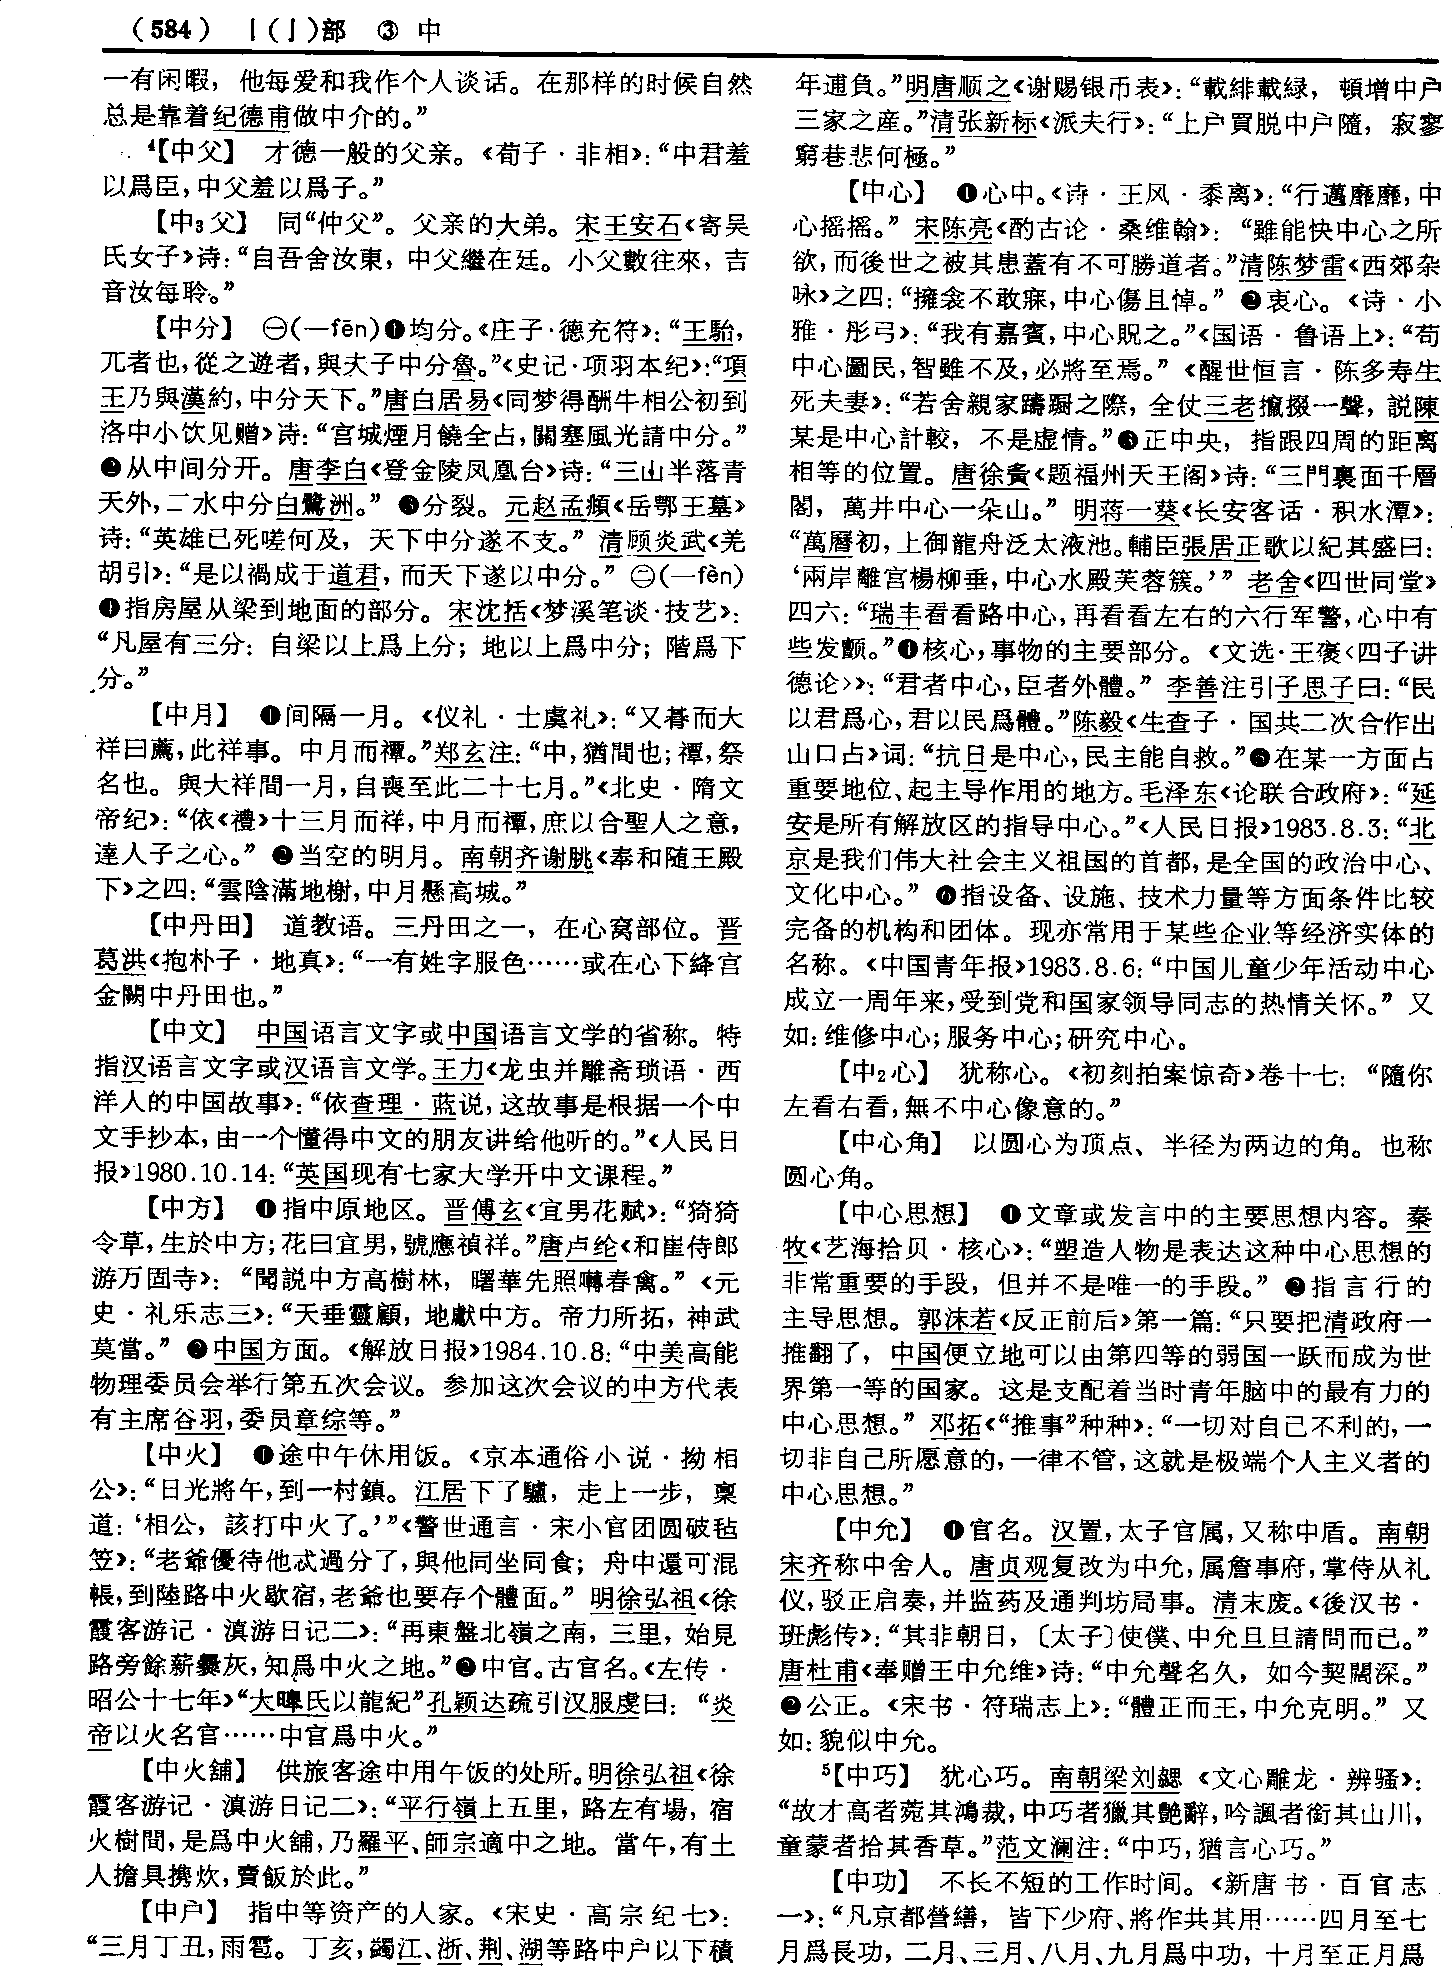 （584） 丨(亅)部 ③ 中
一有闲暇，他每爱和我作个人谈话。在那样的时候自然
总是靠着纪德甫做中介的。”
⁴【中父】 才德一般的父亲。《荀子·非相》：“中君羞
以爲臣，中父羞以爲子。”
【中₃父】 同“仲父”。父亲的大弟。宋王安石《寄吴
氏女子》诗：“自吾舍汝東，中父繼在廷。小父數往來，吉
音汝每聆。”
【中分】 ㊀(—fēn)❶均分。《庄子·德充符》：“王駘，
兀者也，從之遊者，與夫子中分魯。”《史记·项羽本纪》：“項
王乃與漢約，中分天下。”唐白居易《同梦得酬牛相公初到
洛中小饮见赠》诗：“宫城煙月饒全占，關塞風光請中分。”
❷从中间分开。唐李白《登金陵凤凰台》诗：“三山半落青
天外，二水中分白鷺洲。” ❸分裂。元赵孟頫《岳鄂王墓》
诗：“英雄已死嗟何及，天下中分遂不支。” 清顾炎武《羌
胡引》：“是以禍成于道君，而天下遂以中分。” ㊁(—fèn)
❶指房屋从梁到地面的部分。宋沈括《梦溪笔谈·技艺》：
“凡屋有三分：自梁以上爲上分；地以上爲中分；階爲下
分。”
【中月】 ❶间隔一月。《仪礼·士虞礼》：“又朞而大
祥曰薦，此祥事。中月而禫。”郑玄注：“中，猶間也；禫，祭
名也。與大祥間一月，自喪至此二十七月。”《北史·隋文
帝纪》：“依《禮》十三月而祥，中月而禫，庶以合聖人之意，
達人子之心。” ❷当空的明月。南朝齐谢朓《奉和随王殿
下》之四：“雲陰滿地榭，中月懸高城。”
【中丹田】 道教语。三丹田之一，在心窝部位。晋
葛洪《抱朴子·地真》：“一有姓字服色……或在心下絳宫
金闕中丹田也。”
【中文】 中国语言文字或中国语言文学的省称。特
指汉语言文字或汉语言文学。王力《龙虫并雕斋琐语·西
洋人的中国故事》：“依查理·蓝说，这故事是根据一个中
文手抄本，由一个懂得中文的朋友讲给他听的。”《人民日
报》1980.10.14：“英国现有七家大学开中文课程。”
【中方】 ❶指中原地区。晋傅玄《宜男花赋》：“猗猗
令草，生於中方；花曰宜男，號應禎祥。”唐卢纶《和崔侍郎
游万固寺》：“聞説中方高樹林，曙華先照囀春禽。” 《元
史·礼乐志三》：“天垂靈顧，地獻中方。帝力所拓，神武
莫當。” ❷中国方面。《解放日报》1984.10.8：“中美高能
物理委员会举行第五次会议。参加这次会议的中方代表
有主席谷羽，委员章综等。”
【中火】 ❶途中午休用饭。《京本通俗小说·拗相
公》：“日光將午，到一村鎮。江居下了驢，走上一步，稟
道：‘相公，該打中火了。’”《警世通言·宋小官团圆破毡
笠》：“老爺優待他忒過分了，與他同坐同食；舟中還可混
帳，到陸路中火歇宿，老爺也要存个體面。” 明徐弘祖《徐
霞客游记·滇游日记二》：“再東盤北嶺之南，三里，始見
路旁餘薪爨灰，知爲中火之地。”❷中官。古官名。《左传·
昭公十七年》“大皞氏以龍紀”孔颖达疏引汉服虔曰：“炎
帝以火名官……中官爲中火。”
【中火舖】 供旅客途中用午饭的处所。明徐弘祖《徐
霞客游记·滇游日记二》：“平行嶺上五里，路左有場，宿
火樹間，是爲中火舖，乃羅平、師宗適中之地。當午，有土
人擔具携炊，賣飯於此。”
【中户】 指中等资产的人家。《宋史·高宗纪七》：
“三月丁丑，雨雹。丁亥，蠲江、浙、荆、湖等路中户以下積
年逋負。”明唐顺之《谢赐银币表》：“載緋載緑，頓增中户
三家之産。”清张新标《派夫行》：“上户買脱中户隨，寂寥
窮巷悲何極。”
【中心】 ❶心中。《诗·王风·黍离》：“行邁靡靡，中
心摇摇。” 宋陈亮《酌古论·桑维翰》：“雖能快中心之所
欲，而後世之被其患蓋有不可勝道者。”清陈梦雷《西郊杂
咏》之四：“擁衾不敢寐，中心傷且悼。” ❷衷心。《诗·小
雅·彤弓》：“我有嘉賓，中心貺之。”《国语·鲁语上》：“苟
中心圖民，智雖不及，必將至焉。” 《醒世恒言·陈多寿生
死夫妻》：“若舍親家躊躕之際，全仗三老攛掇一聲，説陳
某是中心計較，不是虚情。”❸正中央，指跟四周的距离
相等的位置。唐徐夤《题福州天王阁》诗：“三門裏面千層
閣，萬井中心一朵山。” 明蒋一葵《长安客话·积水潭》：
“萬曆初，上御龍舟泛太液池。輔臣張居正歌以紀其盛曰：
‘兩岸離宫楊柳垂，中心水殿芙蓉簇。’” 老舍《四世同堂》
四六：“瑞丰看看路中心，再看看左右的六行军警，心中有
些发颤。”❹核心，事物的主要部分。《文选·王褒〈四子讲
德论〉》：“君者中心，臣者外體。” 李善注引子思子曰：“民
以君爲心，君以民爲體。”陈毅《生查子·国共二次合作出
山口占》词：“抗日是中心，民主能自救。”❺在某一方面占
重要地位、起主导作用的地方。毛泽东《论联合政府》：“延
安是所有解放区的指导中心。”《人民日报》1983.8.3：“北
京是我们伟大社会主义祖国的首都，是全国的政治中心、
文化中心。” ❻指设备、设施、技术力量等方面条件比较
完备的机构和团体。现亦常用于某些企业等经济实体的
名称。《中国青年报》1983.8.6：“中国儿童少年活动中心
成立一周年来，受到党和国家领导同志的热情关怀。” 又
如：维修中心；服务中心；研究中心。
【中₂心】 犹称心。《初刻拍案惊奇》卷十七：“隨你
左看右看，無不中心像意的。”
【中心角】 以圆心为顶点、半径为两边的角。也称
圆心角。
【中心思想】 ❶文章或发言中的主要思想内容。秦
牧《艺海拾贝·核心》：“塑造人物是表达这种中心思想的
非常重要的手段，但并不是唯一的手段。” ❷指言行的
主导思想。郭沫若《反正前后》第一篇：“只要把清政府一
推翻了，中国便立地可以由第四等的弱国一跃而成为世
界第一等的国家。这是支配着当时青年脑中的最有力的
中心思想。” 邓拓《“推事”种种》：“一切对自己不利的，一
切非自己所愿意的，一律不管，这就是极端个人主义者的
中心思想。”
【中允】 ❶官名。汉置，太子官属，又称中盾。南朝
宋齐称中舍人。唐贞观复改为中允，属詹事府，掌侍从礼
仪，驳正启奏，并监药及通判坊局事。清末废。《後汉书·
班彪传》：“其非朝日，〔太子〕使僕、中允旦旦請問而已。”
唐杜甫《奉赠王中允维》诗：“中允聲名久，如今契闊深。”
❷公正。《宋书·符瑞志上》：“體正而王，中允克明。” 又
如：貌似中允。
⁵【中巧】 犹心巧。南朝梁刘勰《文心雕龙·辨骚》：
“故才高者菀其鴻裁，中巧者獵其艶辭，吟諷者銜其山川，
童蒙者拾其香草。”范文澜注：“中巧，猶言心巧。”
【中功】 不长不短的工作时间。《新唐书·百官志
一》：“凡京都營繕，皆下少府、將作共其用……四月至七
月爲長功，二月、三月、八月、九月爲中功，十月至正月爲